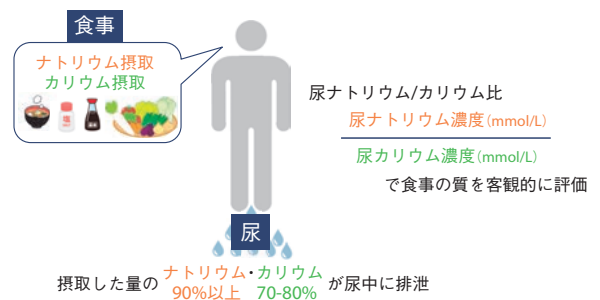 食事
ナトリウム摂取
カリウム摂取
塩
尿ナトリウム/カリウム比
尿ナトリウム濃度(mmol/L)
尿カリウム濃度(mmol/L)
で食事の質を客観的に評価
尿
摂取した量の ナトリウム・カリウム が尿中に排泄
90%以上 70-80%